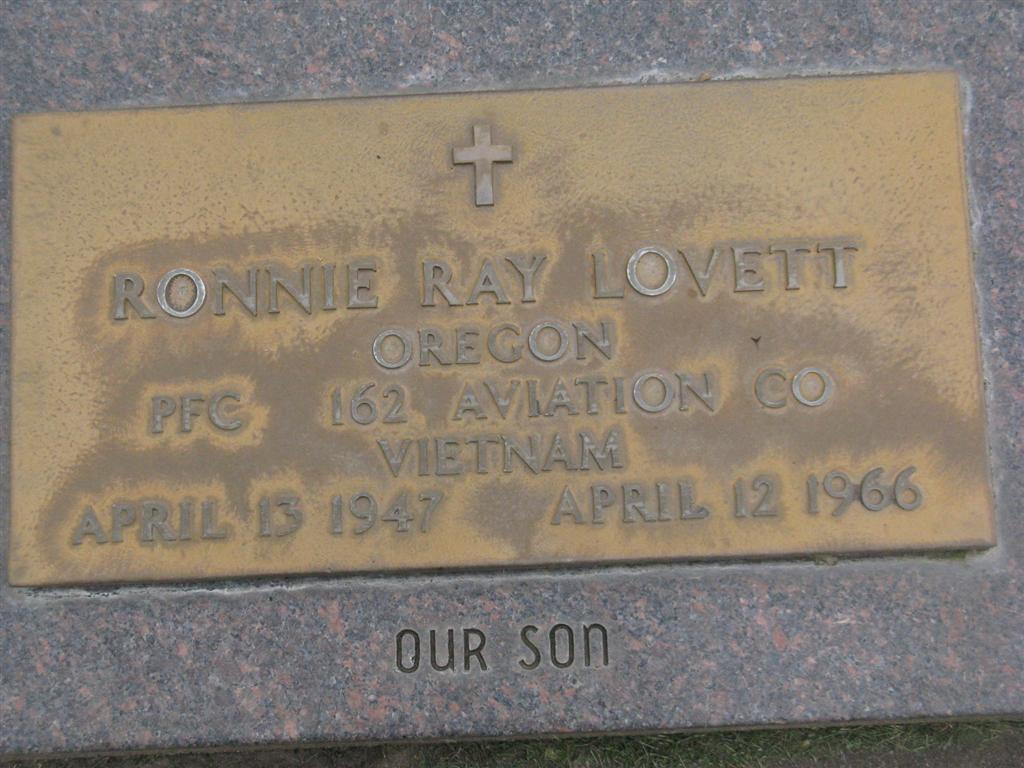 RONNIE RAY LOVETT
OREGON
PFC 162 AVIATION CO
VIETNAM
APRIL 13 1947 APRIL 12 1966
OUR SON